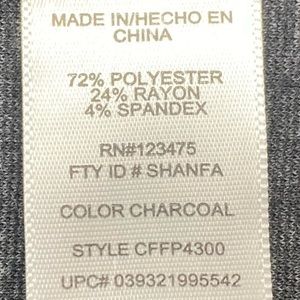 MADE IN/HECHO EN
CHINA
72% POLYESTER
24% RAYON
4% SPANDEX
RN#123475
FTY ID # SHANFA
COLOR CHARCOAL
STYLE CFFP4300
UPC# 039321995542